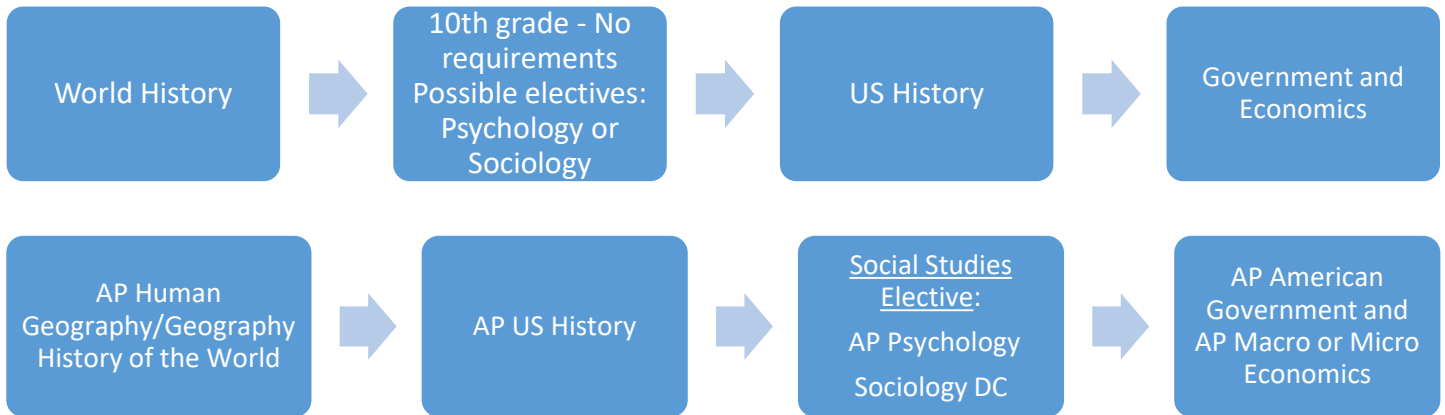 World History
10th grade - No
requirements
Possible electives:
Psychology or
Sociology
US History
Government and
Economics
AP Human
Geography/Geography
History of the World
AP US History
Social Studies
Elective:
AP Psychology
Sociology DC
AP American
Government and
AP Macro or Micro
Economics